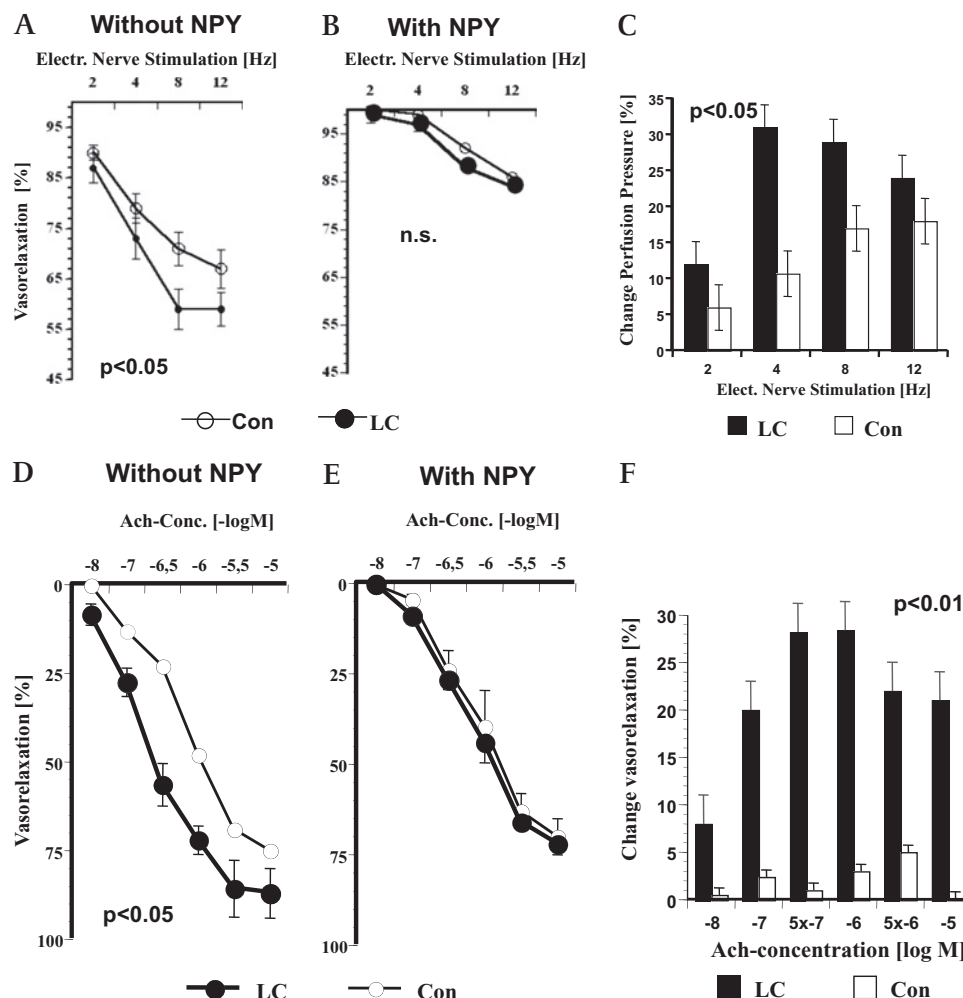 A
Without NPY
Electr. Nerve Stimulation [Hz]
2 4 8 12
Vasorelaxation [%]
95
85
75
65
55
45
p<0.05
B
With NPY
Electr. Nerve Stimulation [Hz]
2 4 8 12
95
85
75
65
55
45
n.s.
Con LC
C
p<0.05
Change Perfusion Pressure [%]
35
30
25
20
15
10
5
0
2 4 8 12
Elect. Nerve Stimulation [Hz]
LC Con
D
Without NPY
Ach-Conc. [-logM]
-8 -7 -6,5 -6 -5,5 -5
Vasorelaxation [%]
0
25
50
75
100
p<0.05
E
With NPY
Ach-Conc. [-logM]
-8 -7 -6,5 -6 -5,5 -5
0
25
50
75
100
LC Con
F
p<0.01
Change vasorelaxation [%]
30
25
20
15
10
5
0
-8 -7 5x-7 -6 5x-6 -5
Ach-concentration [log M]
LC Con